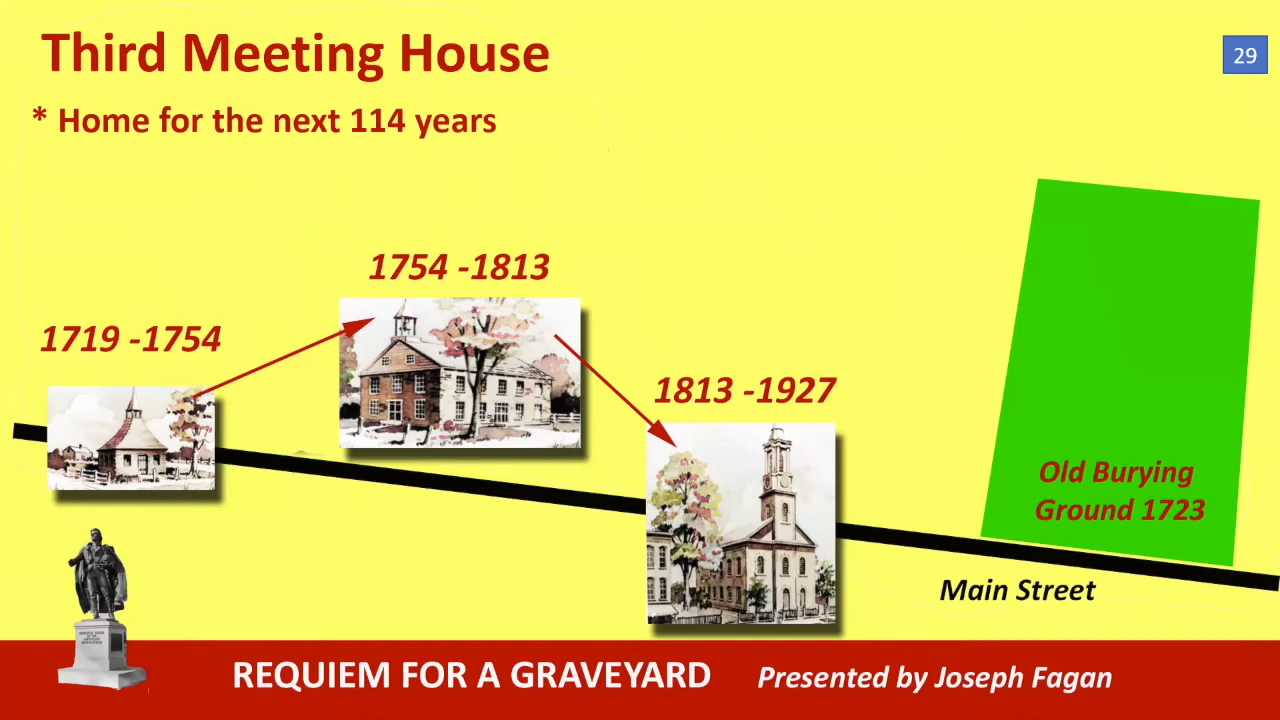 Third Meeting House
29
* Home for the next 114 years
1754 -1813
1719 -1754
1813 -1927
Old Burying
Ground 1723
Main Street
REQUIEM FOR A GRAVEYARD
Presented by Joseph Fagan